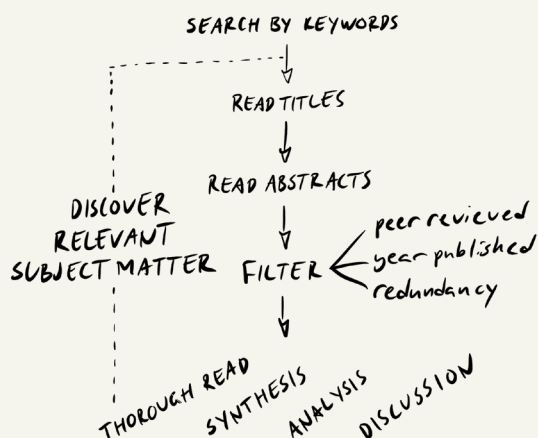 SEARCH BY KEYWORDS
READ TITLES
READ ABSTRACTS
DISCOVER
RELEVANT
SUBJECT MATTER
FILTER
peer revieved
year published
redundancy
THOROUGH READ
SYNTHESIS
ANALYSIS
DISCUSSION